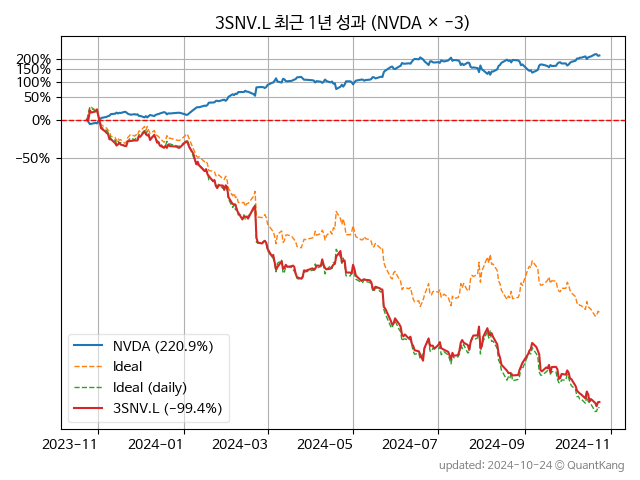 3SNV.L 최근 1년 성과 (NVDA × −3)
200%
150%
100%
50%
0%
−50%
NVDA (220.9%)
Ideal
Ideal (daily)
3SNV.L (−99.4%)
2023-11
2024-01
2024-03
2024-05
2024-07
2024-09
2024-11
updated: 2024-10-24 © QuantKang